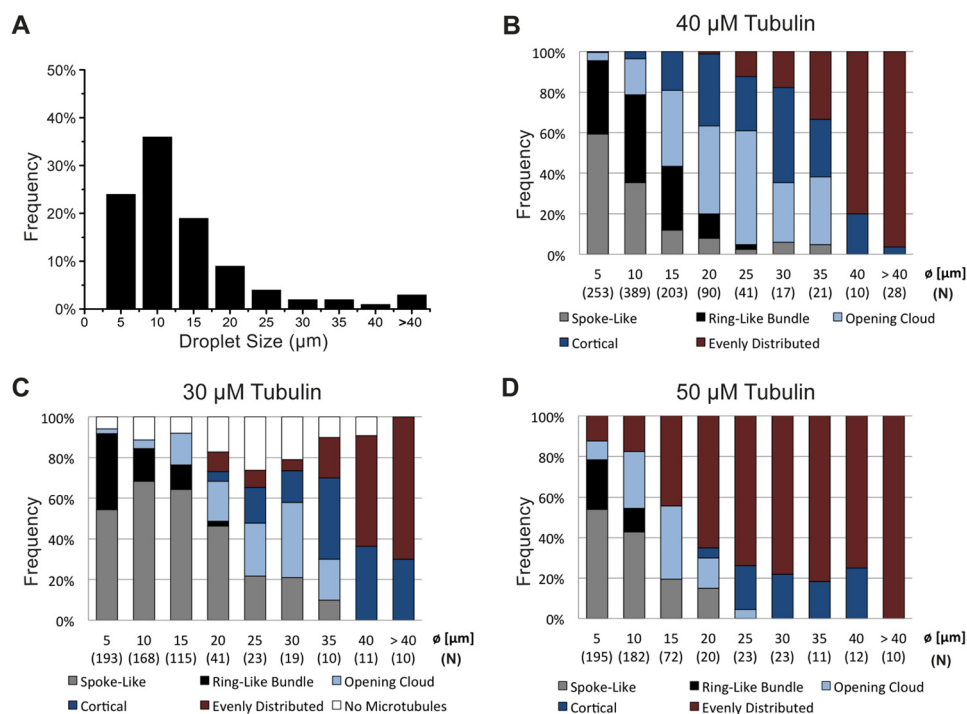 A
50%
40%
30%
20%
10%
0%
Frequency
0 5 10 15 20 25 30 35 40 >40
Droplet Size (µm)
B
40 µM Tubulin
100%
80%
60%
40%
20%
0%
Frequency
5 10 15 20 25 30 35 40 > 40 ø [µm]
(253) (389) (203) (90) (41) (17) (21) (10) (28) (N)
Spoke-Like Ring-Like Bundle Opening Cloud
Cortical Evenly Distributed
C
30 µM Tubulin
100%
80%
60%
40%
20%
0%
Frequency
5 10 15 20 25 30 35 40 > 40 ø [µm]
(193) (168) (115) (41) (23) (19) (10) (11) (10) (N)
Spoke-Like Ring-Like Bundle Opening Cloud
Cortical Evenly Distributed No Microtubules
D
50 µM Tubulin
100%
80%
60%
40%
20%
0%
Frequency
5 10 15 20 25 30 35 40 > 40 ø [µm]
(195) (182) (72) (20) (23) (23) (11) (12) (10) (N)
Spoke-Like Ring-Like Bundle Opening Cloud
Cortical Evenly Distributed